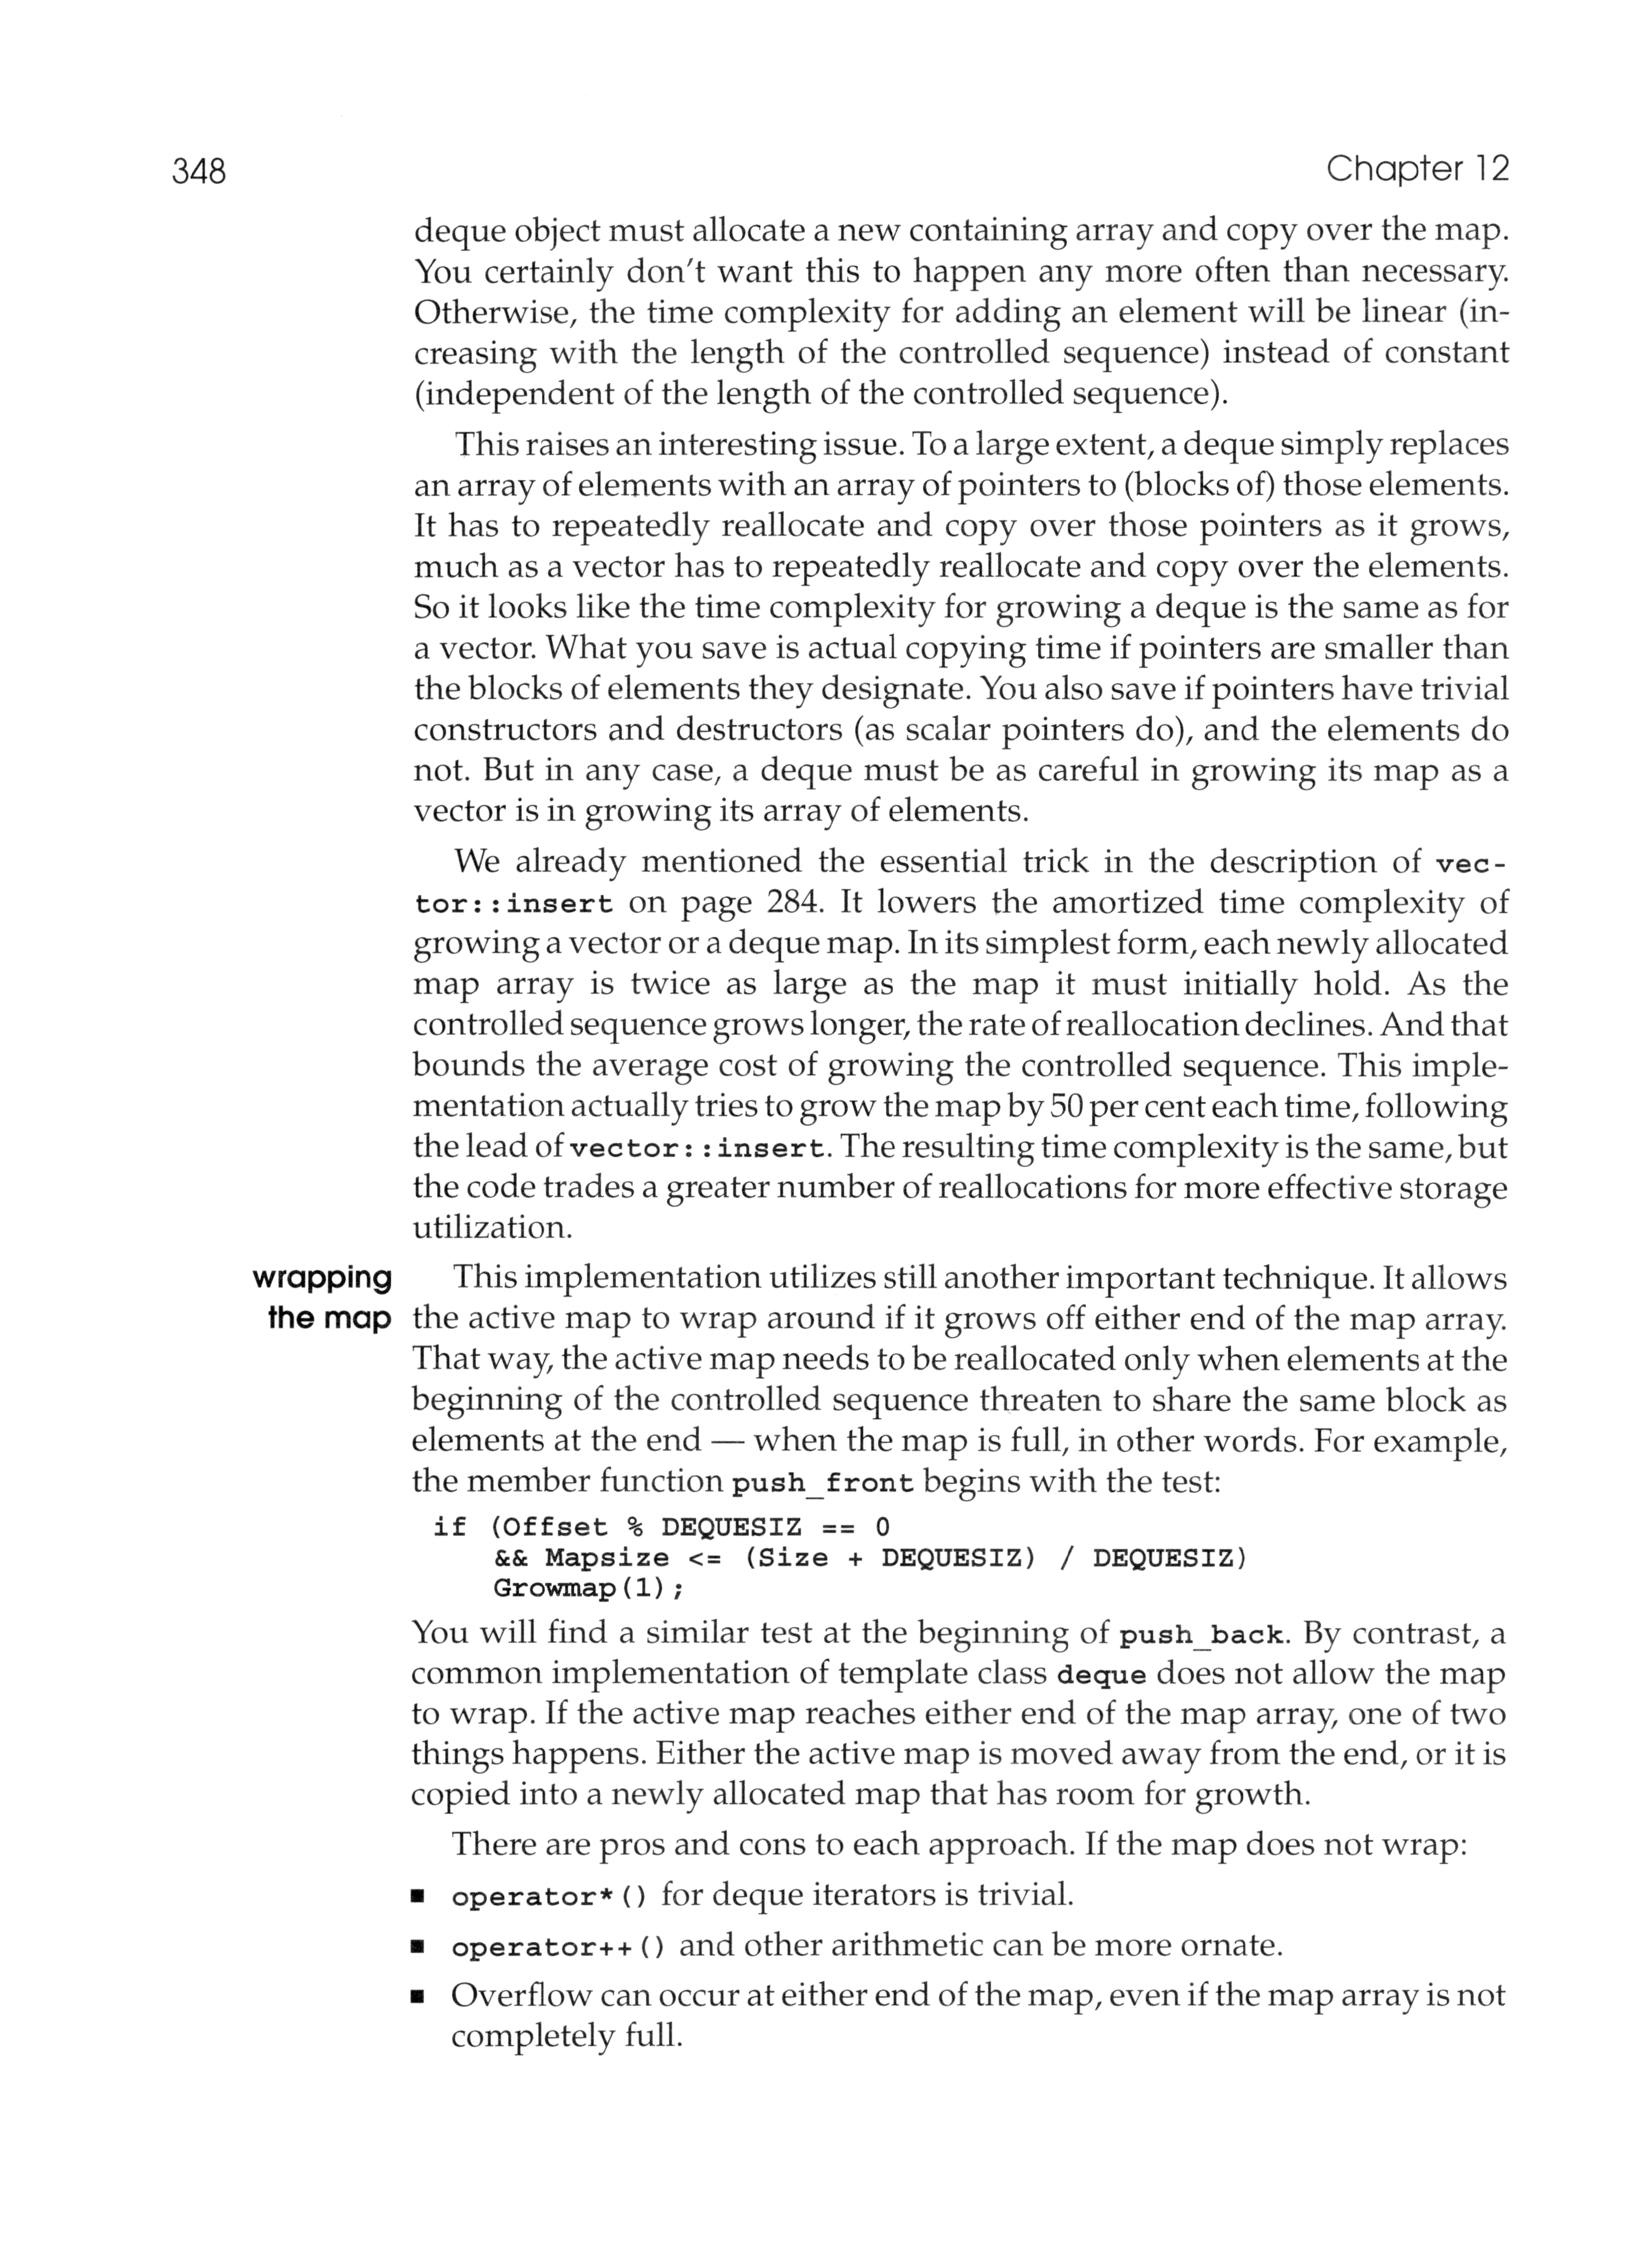 348
Chapter 12
deque object must allocate a new containing array and copy over the map.
You certainly don't want this to happen any more often than necessary.
Otherwise, the time complexity for adding an element will be linear (in-
creasing with the length of the controlled sequence) instead of constant
(independent of the length of the controlled sequence).
This raises an interesting issue. To a large extent, a deque simply replaces
an array of elements with an array of pointers to (blocks of) those elements.
It has to repeatedly reallocate and copy over those pointers as it grows,
much as a vector has to repeatedly reallocate and copy over the elements.
So it looks like the time complexity for growing a deque is the same as for
a vector. What you save is actual copying time if pointers are smaller than
the blocks of elements they designate. You also save if pointers have trivial
constructors and destructors (as scalar pointers do), and the elements do
not. But in any case, a deque must be as careful in growing its map as a
vector is in growing its array of elements.
We already mentioned the essential trick in the description of vec-
tor::insert on page 284. It lowers the amortized time complexity of
growing a vector or a deque map. In its simplest form, each newly allocated
map array is twice as large as the map it must initially hold. As the
controlled sequence grows longer, the rate of reallocation declines. And that
bounds the average cost of growing the controlled sequence. This imple-
mentation actually tries to grow the map by 50 per cent each time, following
the lead of vector::insert. The resulting time complexity is the same, but
the code trades a greater number of reallocations for more effective storage
utilization.
wrapping
the map
This implementation utilizes still another important technique. It allows
the active map to wrap around if it grows off either end of the map array.
That way, the active map needs to be reallocated only when elements at the
beginning of the controlled sequence threaten to share the same block as
elements at the end — when the map is full, in other words. For example,
the member function push_front begins with the test:
if (Offset % DEQUESIZ == 0
&& Mapsize <= (Size + DEQUESIZ) / DEQUESIZ)
Growmap(1);
You will find a similar test at the beginning of push_back. By contrast, a
common implementation of template class deque does not allow the map
to wrap. If the active map reaches either end of the map array, one of two
things happens. Either the active map is moved away from the end, or it is
copied into a newly allocated map that has room for growth.
There are pros and cons to each approach. If the map does not wrap:
■ operator*() for deque iterators is trivial.
■ operator++() and other arithmetic can be more ornate.
■ Overflow can occur at either end of the map, even if the map array is not
completely full.